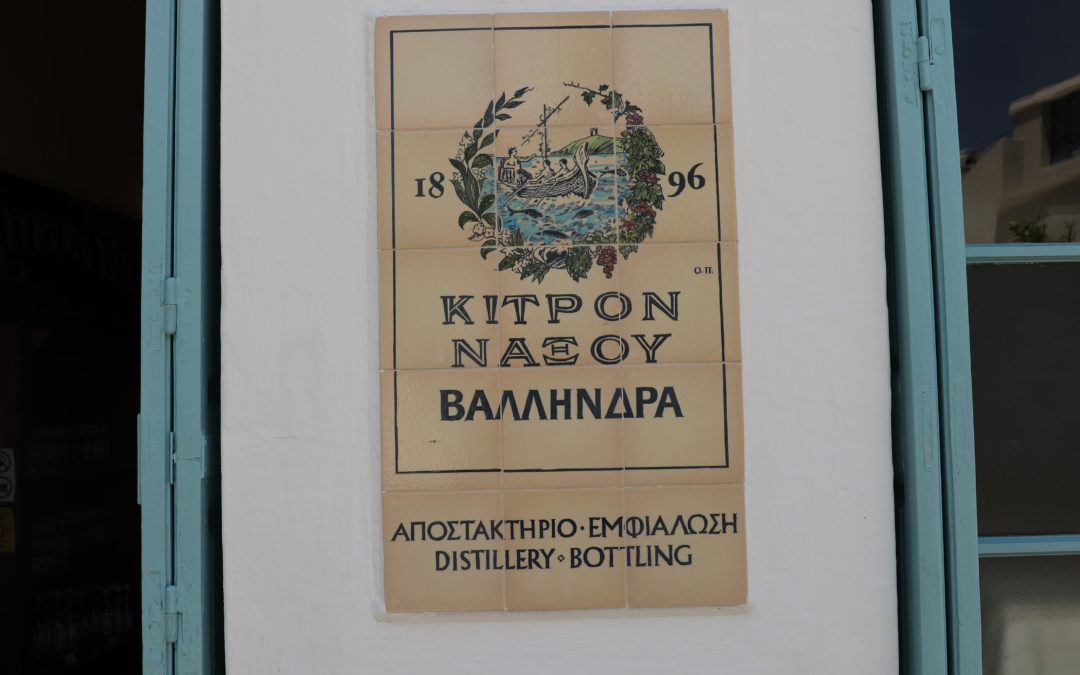 18 96
Ο.Π.
ΚΙΤΡΟΝ
ΝΑΞΟΥ
ΒΑΛΛΗΝΔΡΑ
ΑΠΟΣΤΑΚΤΗΡΙΟ · ΕΜΦΙΑΛΩΣΗ
DISTILLERY ⋄ BOTTLING